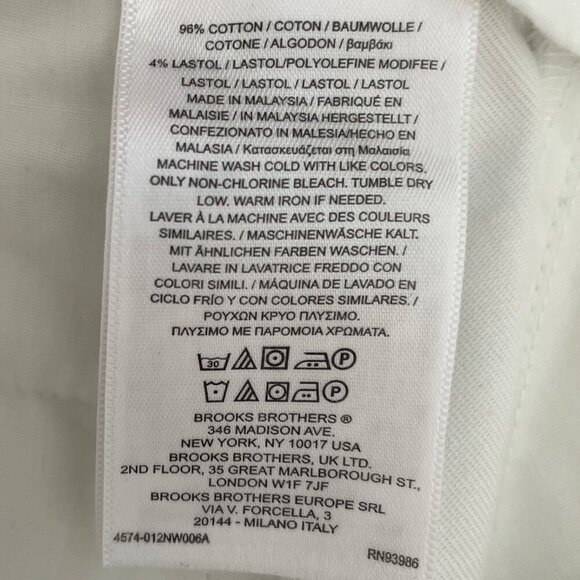 96% COTTON / COTON / BAUMWOLLE /
COTONE / ALGODON / βαμβάκι
4% LASTOL / LASTOL/POLYOLEFINE MODIFEE /
LASTOL / LASTOL / LASTOL / LASTOL
MADE IN MALAYSIA / FABRIQUÉ EN
MALAISIE / IN MALAYSIA HERGESTELLT /
CONFEZIONATO IN MALESIA/HECHO EN
MALASIA / Κατασκευάζεται στη Μαλαισία
MACHINE WASH COLD WITH LIKE COLORS.
ONLY NON-CHLORINE BLEACH. TUMBLE DRY
LOW. WARM IRON IF NEEDED.
LAVER À LA MACHINE AVEC DES COULEURS
SIMILAIRES. / MASCHINENWÄSCHE KALT.
MIT ÄHNLICHEN FARBEN WASCHEN. /
LAVARE IN LAVATRICE FREDDO CON
COLORI SIMILI. / MÁQUINA DE LAVADO EN
CICLO FRÍO Y CON COLORES SIMILARES. /
ΡΟΥΧΩΝ ΚΡΥΟ ΠΛΥΣΙΜΟ.
ΠΛΥΣΙΜΟ ΜΕ ΠΑΡΟΜΟΙΑ ΧΡΩΜΑΤΑ.
30 P
P
BROOKS BROTHERS ®
346 MADISON AVE.
NEW YORK, NY 10017 USA
BROOKS BROTHERS, UK LTD.
2ND FLOOR, 35 GREAT MARLBOROUGH ST.,
LONDON W1F 7JF
BROOKS BROTHERS EUROPE SRL
VIA V. FORCELLA, 3
20144 - MILANO ITALY
4574-012NW006A
RN93986